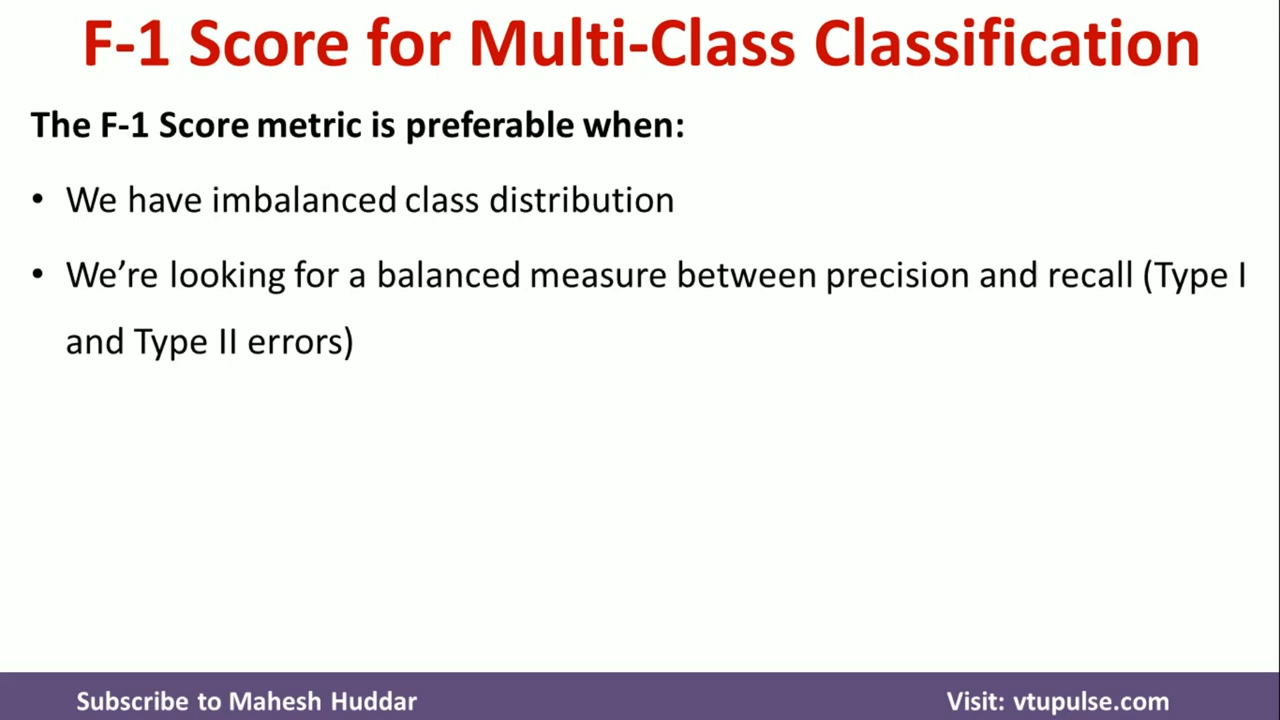 F-1 Score for Multi-Class Classification
The F-1 Score metric is preferable when:
• We have imbalanced class distribution
• We’re looking for a balanced measure between precision and recall (Type I
and Type II errors)
Subscribe to Mahesh Huddar
Visit: vtupulse.com